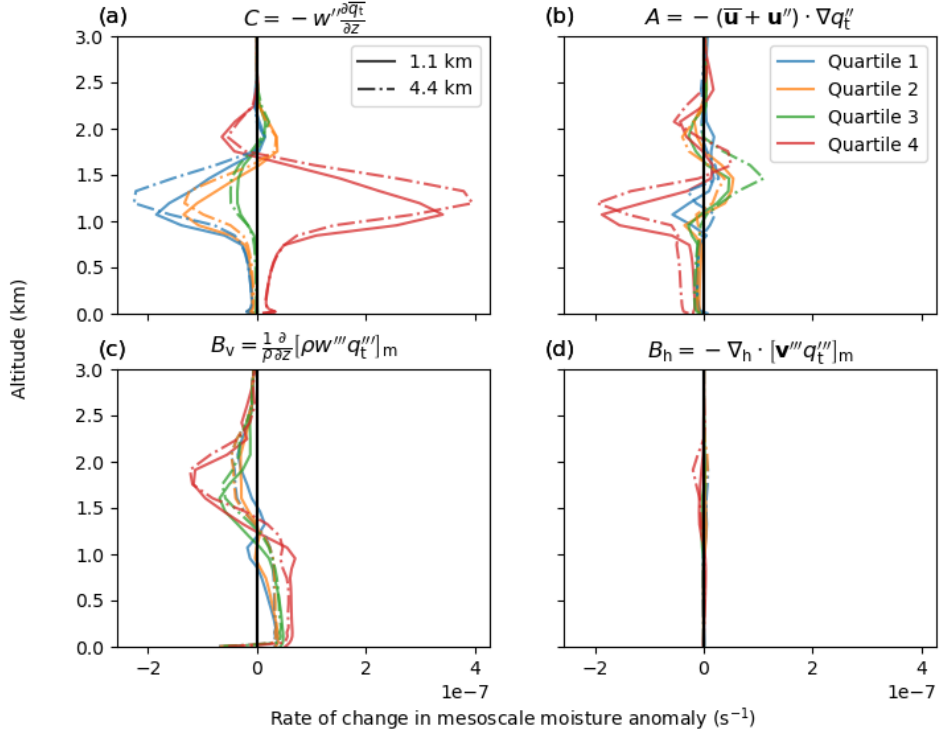 (a) C = − w′′∂q̅t̅/∂z
(b) A = − (u̅ + u′′) · ∇q′′t
3.0
2.5
2.0
1.5
1.0
0.5
0.0
1.1 km
4.4 km
Quartile 1
Quartile 2
Quartile 3
Quartile 4
(c) Bv = 1/ρ ∂/∂z [ρw′′′q′′′t]m
(d) Bh = − ∇h · [v′′′q′′′t]m
3.0
2.5
2.0
1.5
1.0
0.5
0.0
Altitude (km)
−2 0 2 4
1e−7
−2 0 2 4
1e−7
Rate of change in mesoscale moisture anomaly (s−1)